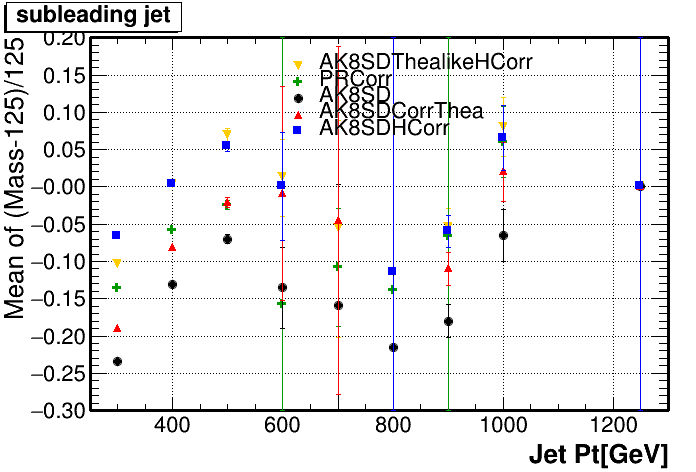 subleading jet
AK8SDThealikeHCorr
PRCorr
AK8SD
AK8SDCorrThea
AK8SDHCorr
Mean of (Mass-125)/125
0.20
0.15
0.10
0.05
−0.00
−0.05
−0.10
−0.15
−0.20
−0.25
−0.30
400 600 800 1000 1200
Jet Pt[GeV]